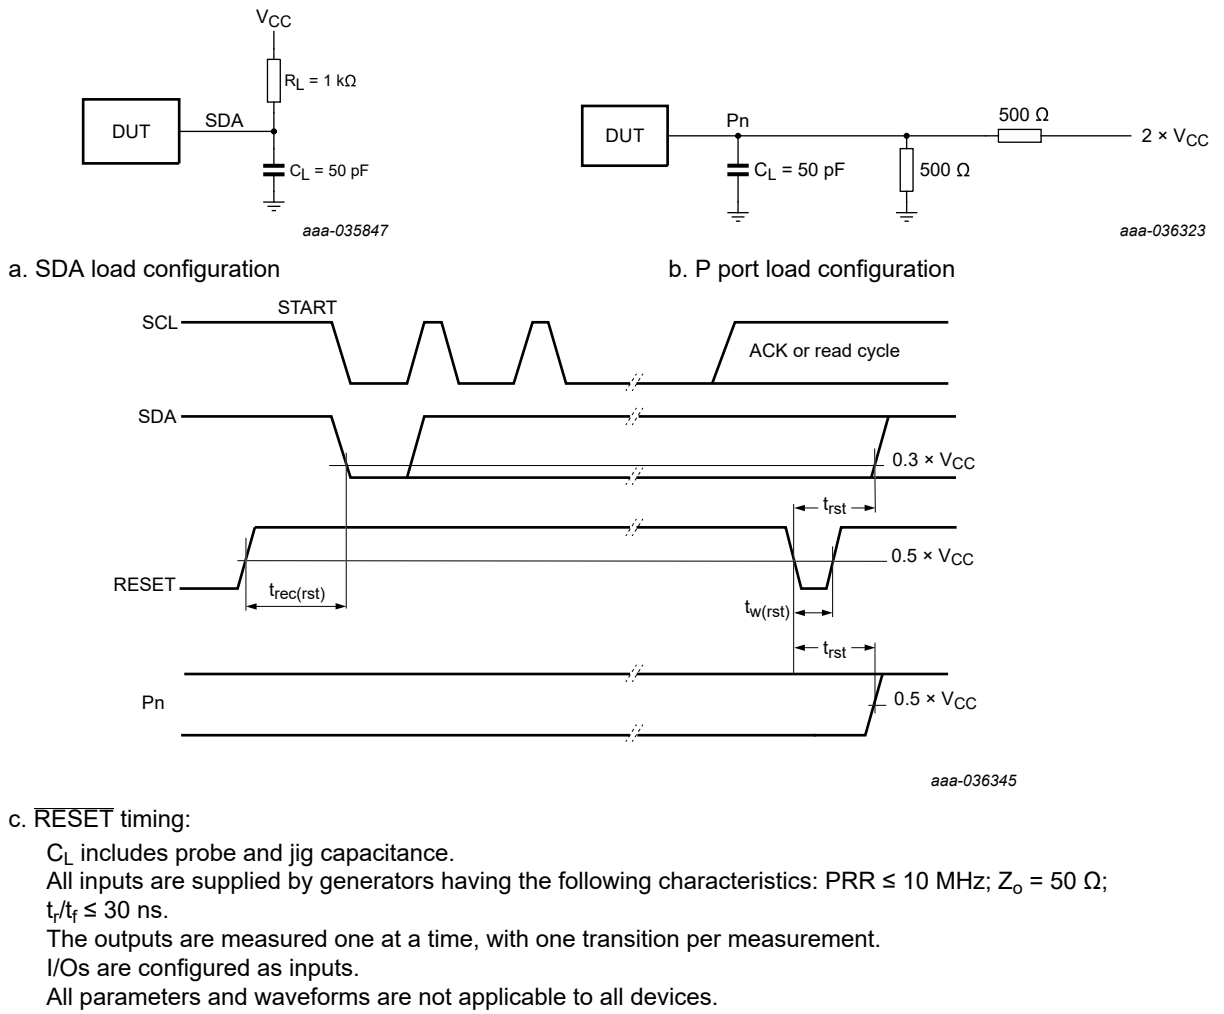 VCC
RL = 1 kΩ
DUT
SDA
CL = 50 pF
aaa-035847
a. SDA load configuration
DUT
Pn
500 Ω
2 × VCC
CL = 50 pF
500 Ω
aaa-036323
b. P port load configuration
START
SCL
ACK or read cycle
SDA
0.3 × VCC
trst
0.5 × VCC
RESET
trec(rst)
tw(rst)
trst
Pn
0.5 × VCC
aaa-036345
c. RESET timing:
CL includes probe and jig capacitance.
All inputs are supplied by generators having the following characteristics: PRR ≤ 10 MHz; Zo = 50 Ω;
tr/tf ≤ 30 ns.
The outputs are measured one at a time, with one transition per measurement.
I/Os are configured as inputs.
All parameters and waveforms are not applicable to all devices.